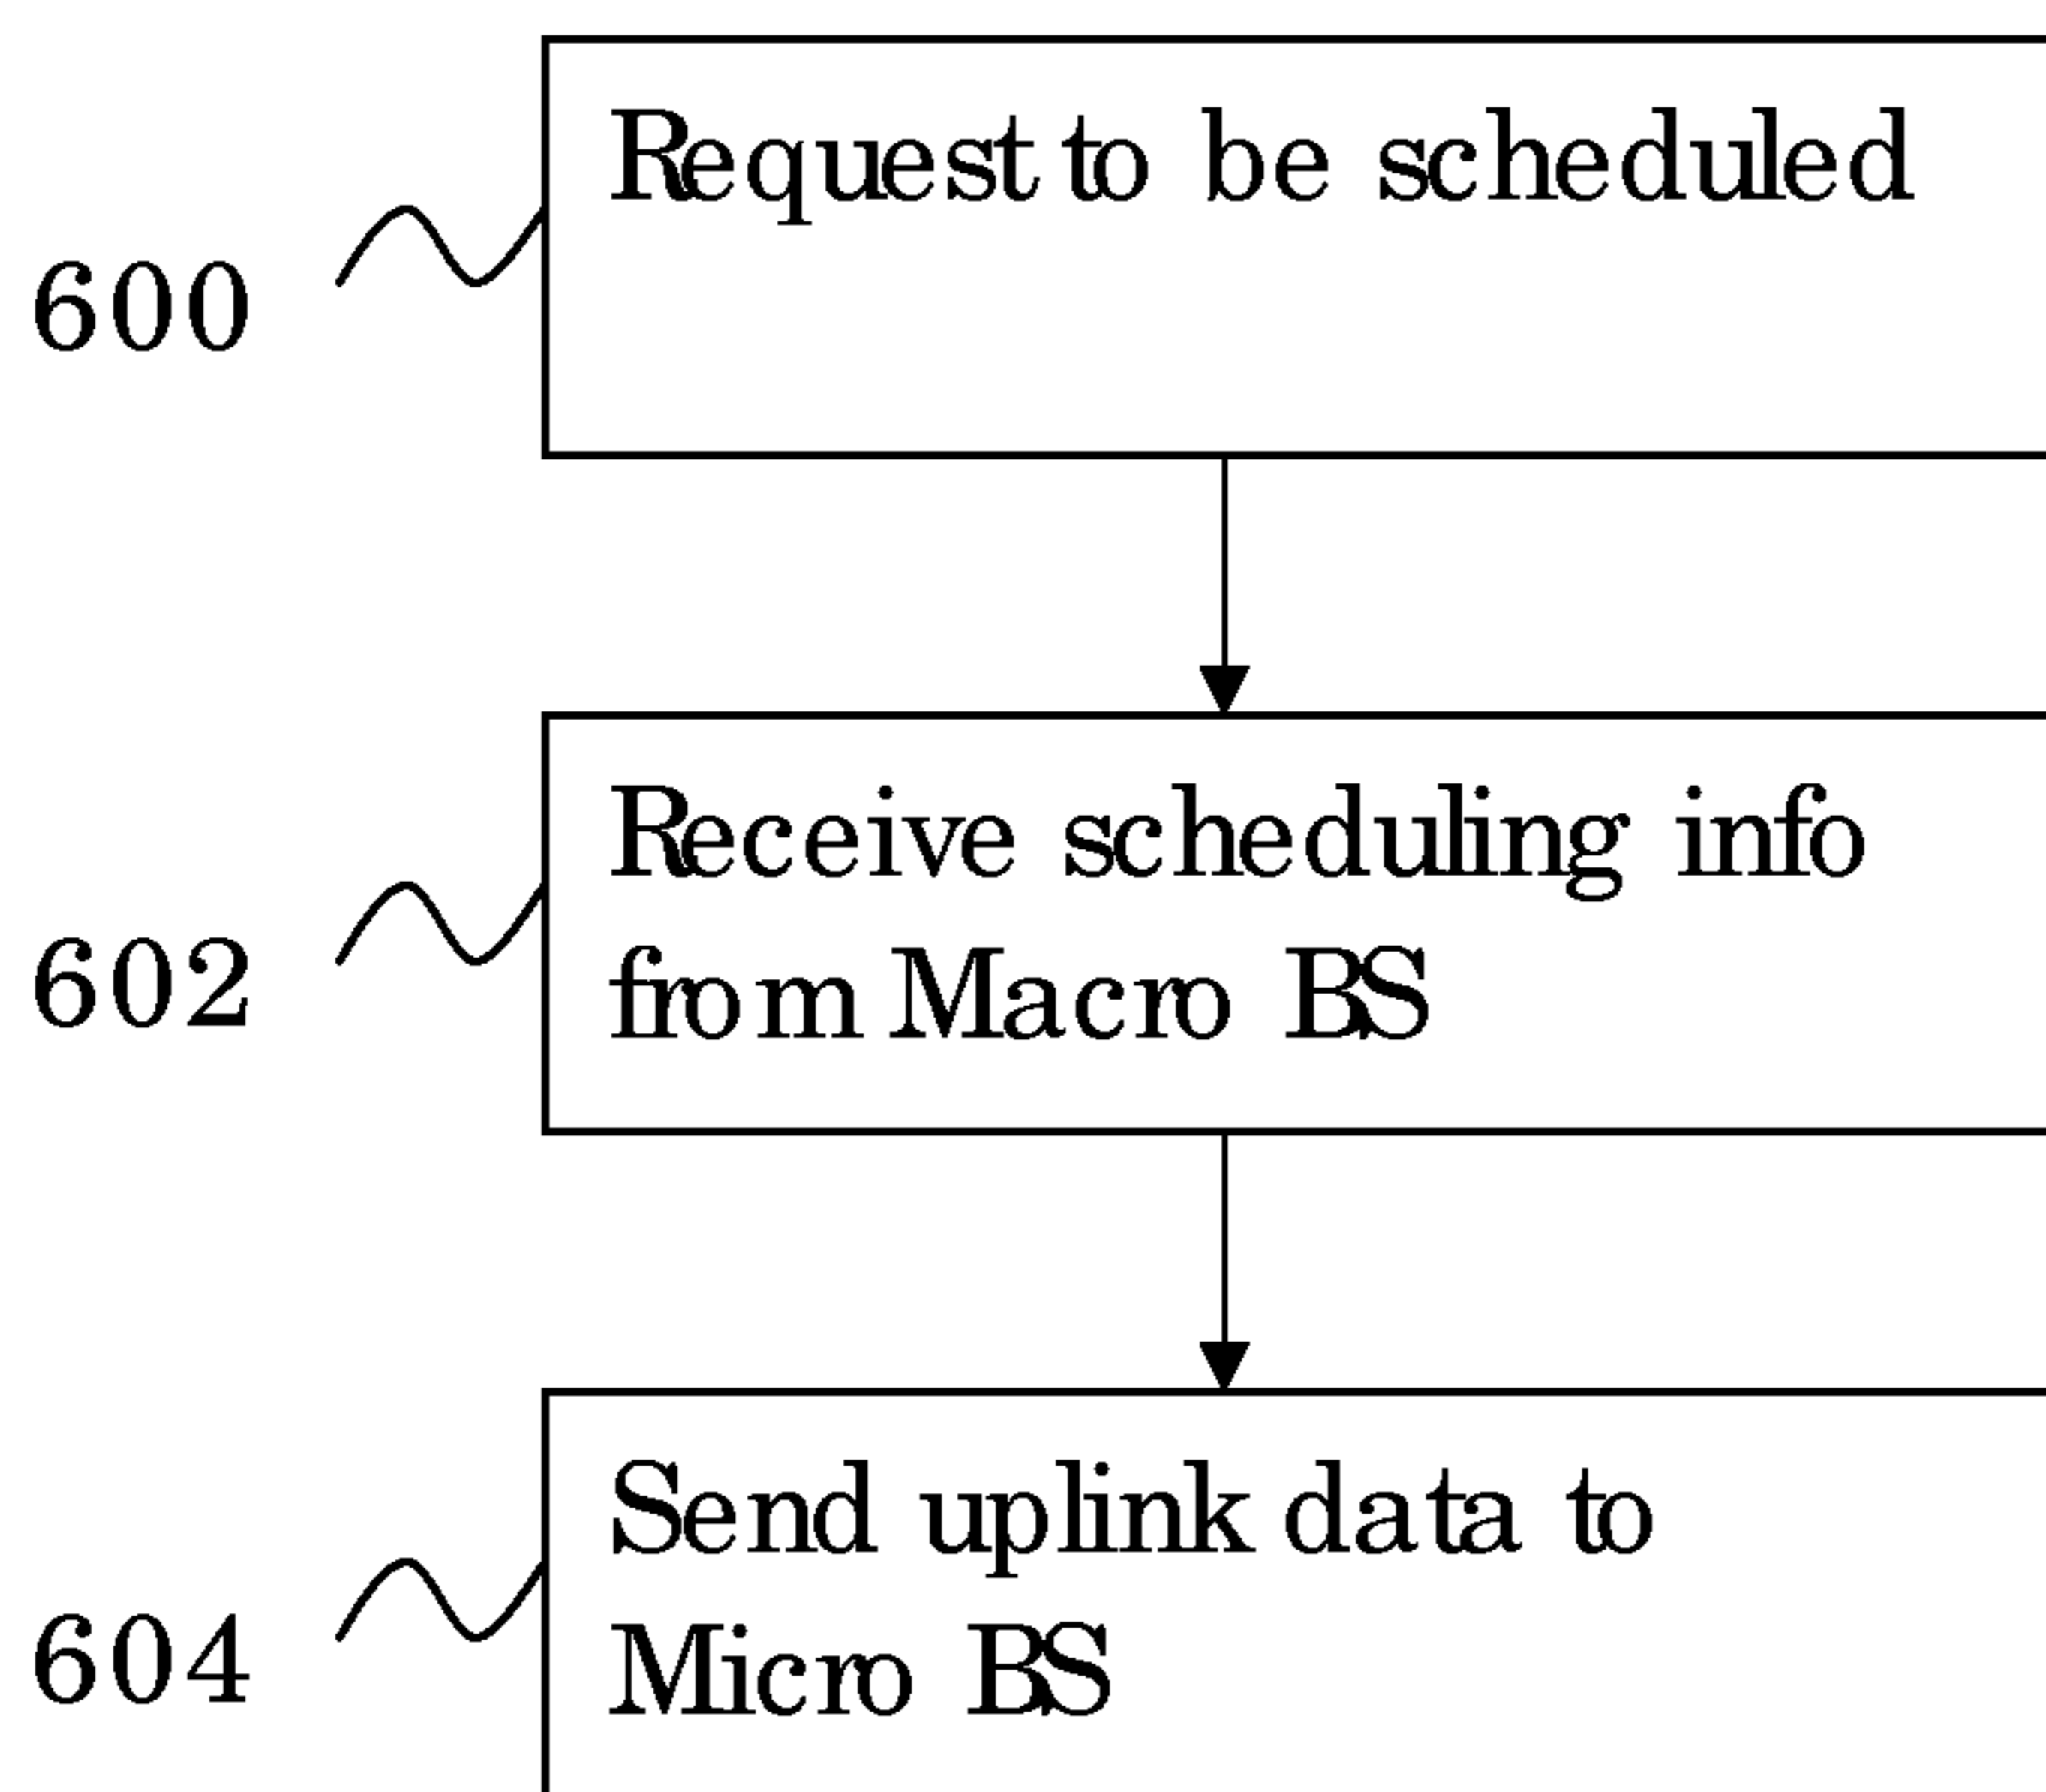 Request to be scheduled
600
Receive scheduling info
from Macro BS
602
Send uplink data to
Micro BS
604